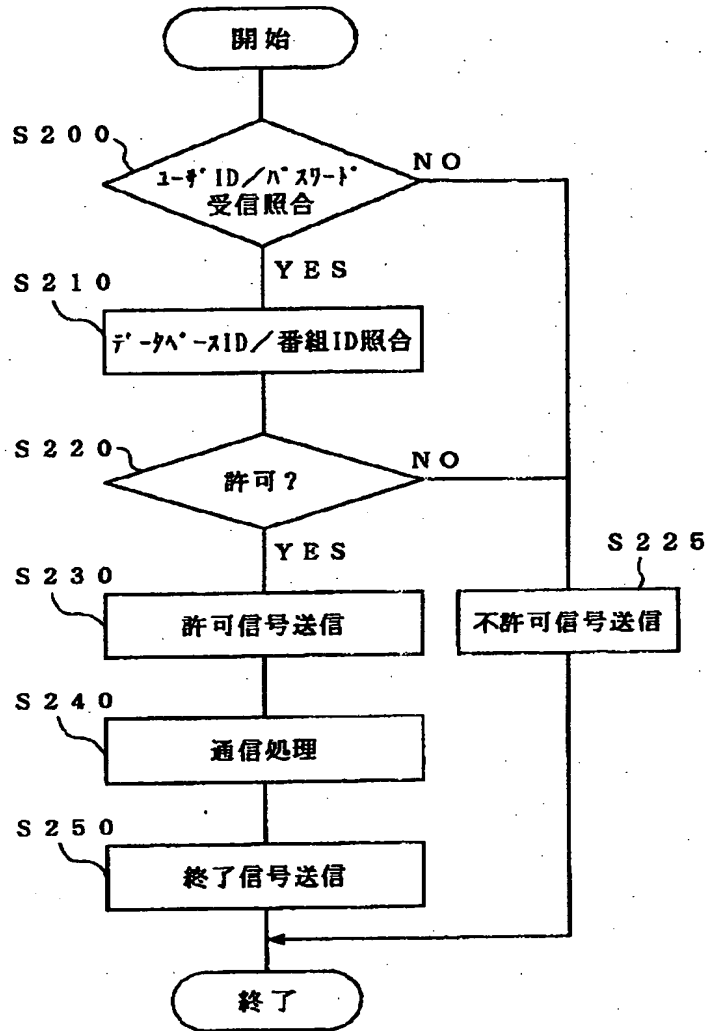 開始
S200
ﾕｰｻﾞID／ﾊﾟｽﾜｰﾄﾞ
受信照合
NO
YES
S210
ﾃﾞｰﾀﾍﾞｰｽID／番組ID照合
S220
許可？
NO
YES
S225
S230
許可信号送信
不許可信号送信
S240
通信処理
S250
終了信号送信
終了